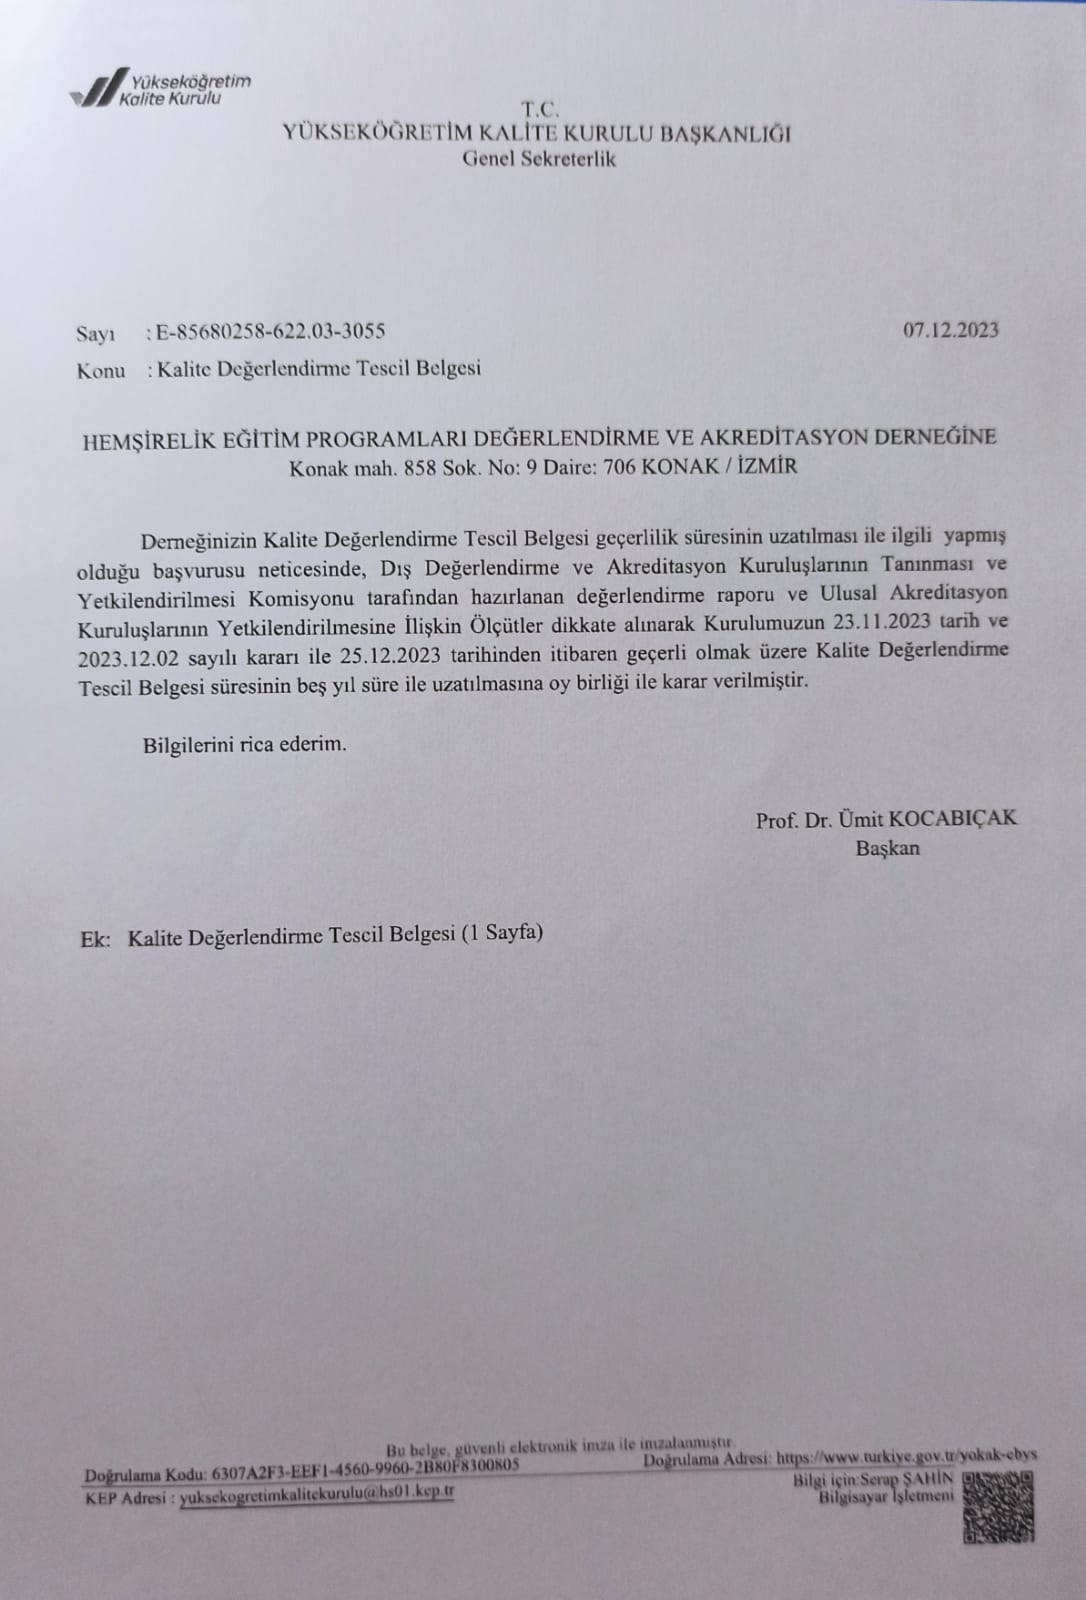 Yükseköğretim
Kalite Kurulu
T.C.
YÜKSEKÖĞRETİM KALİTE KURULU BAŞKANLIĞI
Genel Sekreterlik
Sayı : E-85680258-622.03-3055 07.12.2023
Konu : Kalite Değerlendirme Tescil Belgesi
HEMŞİRELİK EĞİTİM PROGRAMLARI DEĞERLENDİRME VE AKREDİTASYON DERNEĞİNE
Konak mah. 858 Sok. No: 9 Daire: 706 KONAK / İZMİR
Derneğinizin Kalite Değerlendirme Tescil Belgesi geçerlilik süresinin uzatılması ile ilgili yapmış
olduğu başvurusu neticesinde, Dış Değerlendirme ve Akreditasyon Kuruluşlarının Tanınması ve
Yetkilendirilmesi Komisyonu tarafından hazırlanan değerlendirme raporu ve Ulusal Akreditasyon
Kuruluşlarının Yetkilendirilmesine İlişkin Ölçütler dikkate alınarak Kurulumuzun 23.11.2023 tarih ve
2023.12.02 sayılı kararı ile 25.12.2023 tarihinden itibaren geçerli olmak üzere Kalite Değerlendirme
Tescil Belgesi süresinin beş yıl süre ile uzatılmasına oy birliği ile karar verilmiştir.
Bilgilerini rica ederim.
Prof. Dr. Ümit KOCABIÇAK
Başkan
Ek: Kalite Değerlendirme Tescil Belgesi (1 Sayfa)
Bu belge, güvenli elektronik imza ile imzalanmıştır.
Doğrulama Kodu: 6307A2F3-EEF1-4560-9960-2B80F8300805 Doğrulama Adresi: https://www.turkiye.gov.tr/yokak-ebys
KEP Adresi : yuksekogretimkalitekurulu@hs01.kep.tr Bilgi için:Serap ŞAHİN
Bilgisayar İşletmeni